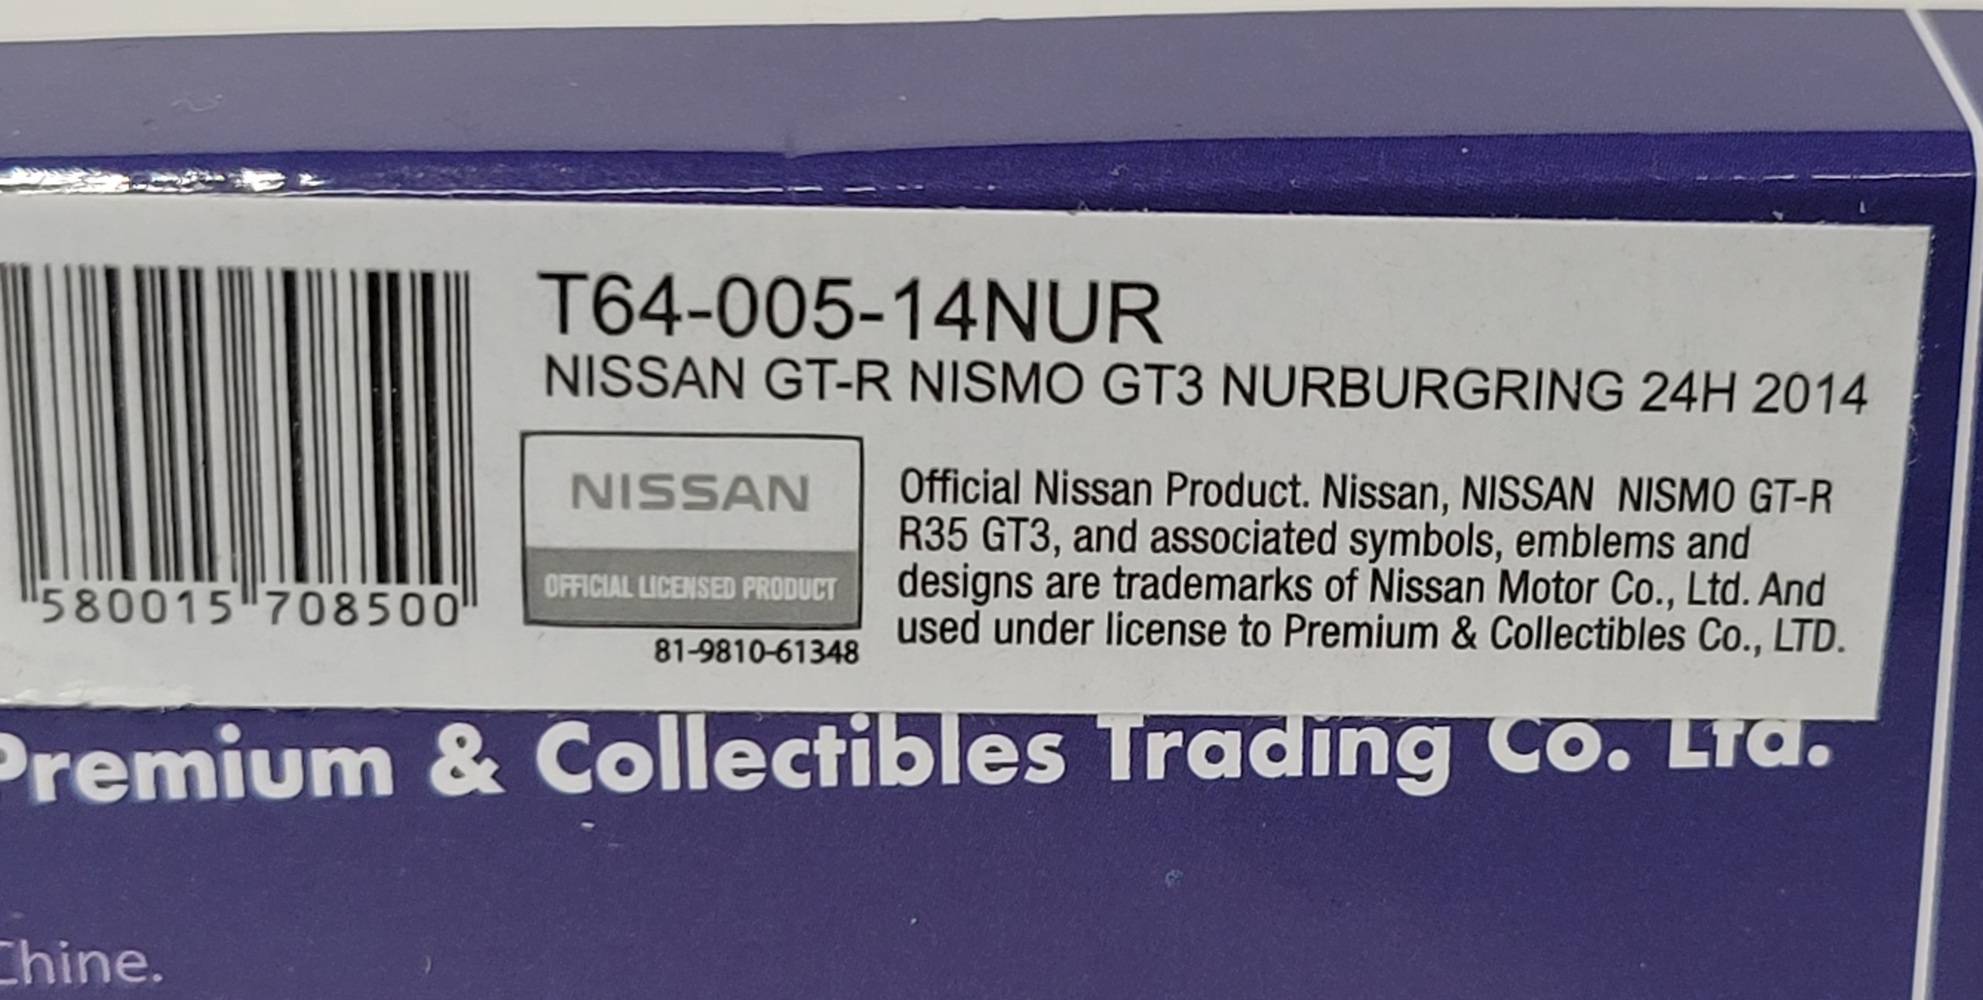 T64-005-14NUR
NISSAN GT-R NISMO GT3 NURBURGRING 24H 2014
NISSAN
OFFICIAL LICENSED PRODUCT
81-9810-61348
Official Nissan Product. Nissan, NISSAN NISMO GT-R
R35 GT3, and associated symbols, emblems and
designs are trademarks of Nissan Motor Co., Ltd. And
used under license to Premium & Collectibles Co., LTD.
580015 708500
Premium & Collectibles Trading Co. Ltd.
Chine.